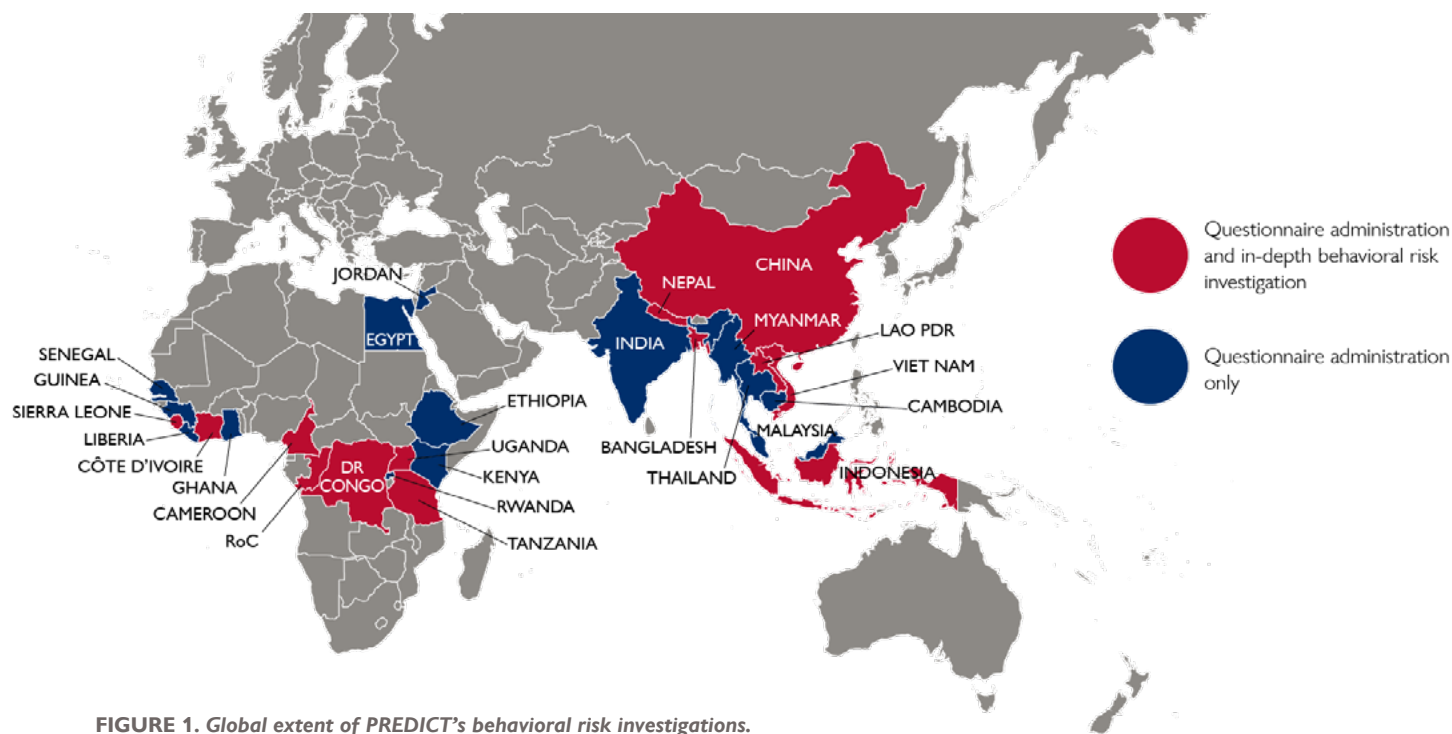 JORDAN
CHINA
NEPAL
MYANMAR
LAO PDR
EGYPT
INDIA
SENEGAL
VIET NAM
GUINEA
ETHIOPIA
CAMBODIA
SIERRA LEONE
MALAYSIA
LIBERIA
UGANDA
BANGLADESH
CÔTE D'IVOIRE
DR
CONGO
KENYA
THAILAND
INDONESIA
GHANA
RWANDA
CAMEROON
RoC
TANZANIA
Questionnaire administration
and in-depth behavioral risk
investigation
Questionnaire administration
only
FIGURE 1. Global extent of PREDICT's behavioral risk investigations.